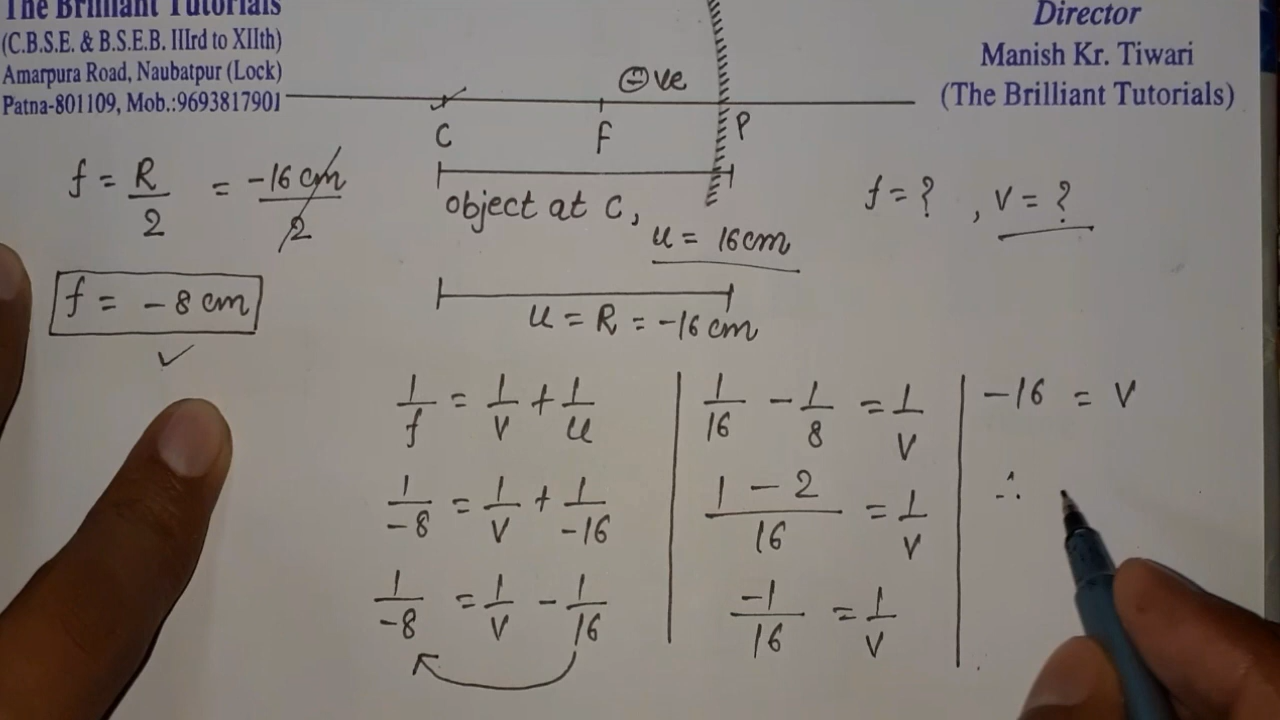 The Brilliant Tutorials
(C.B.S.E. & B.S.E.B. IIIrd to XIIth)
Amarpura Road, Naubatpur (Lock)
Patna-801109, Mob.:9693817901
Director
Manish Kr. Tiwari
(The Brilliant Tutorials)
⊖ve
C F P
f = R/2 = -16 cm/2
f = -8 cm
object at C,
u = 16cm
f = ? , v = ?
u = R = -16 cm
1/f = 1/v + 1/u
1/-8 = 1/v + 1/-16
1/-8 = 1/v - 1/16
1/16 - 1/8 = 1/v
1 - 2/16 = 1/v
-1/16 = 1/v
-16 = v
∴